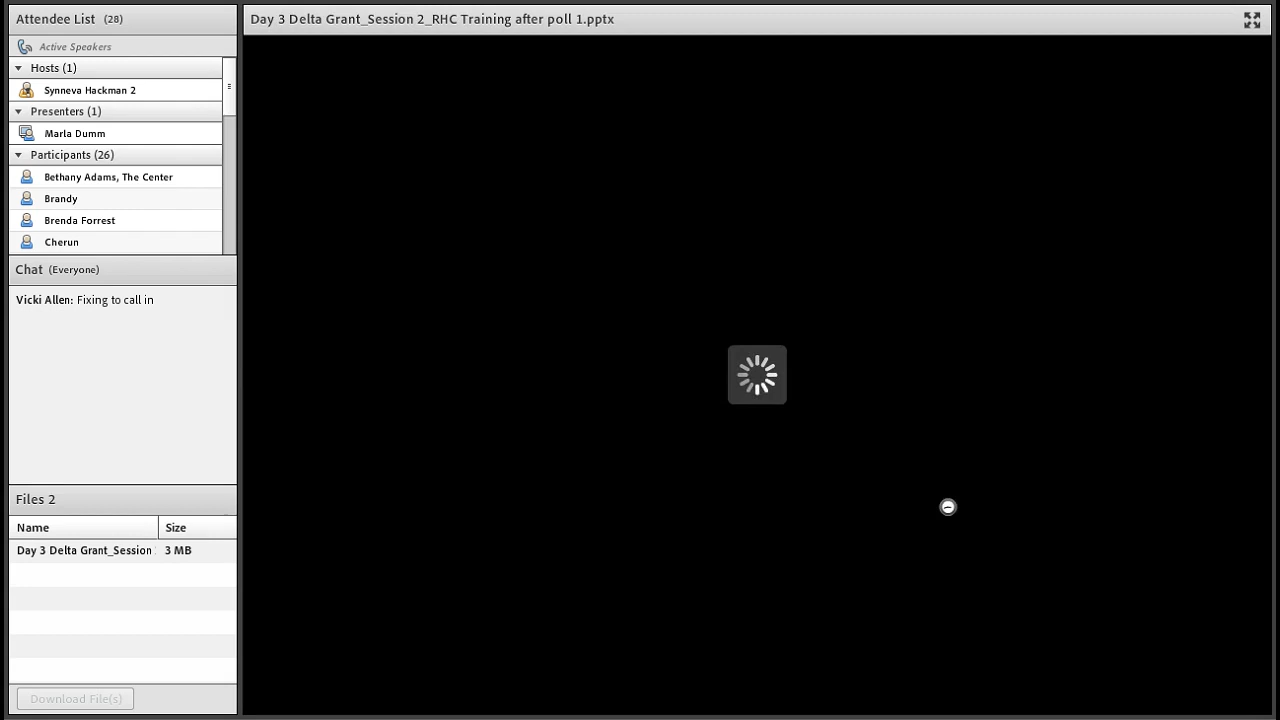 Attendee List (28)
Active Speakers
Hosts (1)
Synneva Hackman 2
Presenters (1)
Marla Dumm
Participants (26)
Bethany Adams, The Center
Brandy
Brenda Forrest
Cherun
Chat (Everyone)
Vicki Allen: Fixing to call in
Files 2
Name Size
Day 3 Delta Grant_Session 3 MB
Download File(s)
Day 3 Delta Grant_Session 2_RHC Training after poll 1.pptx